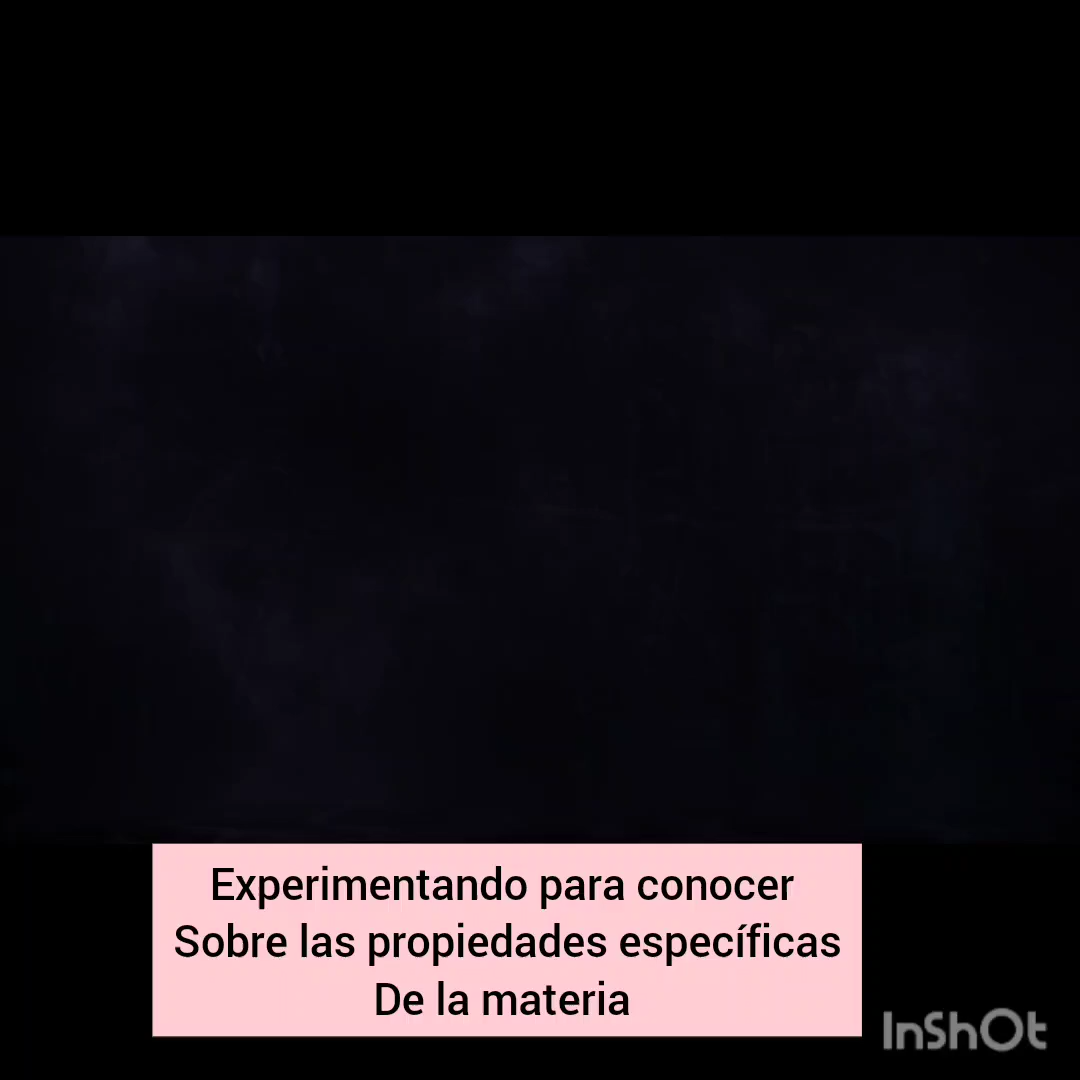 Experimentando para conocer
Sobre las propiedades específicas
De la materia
InShOt